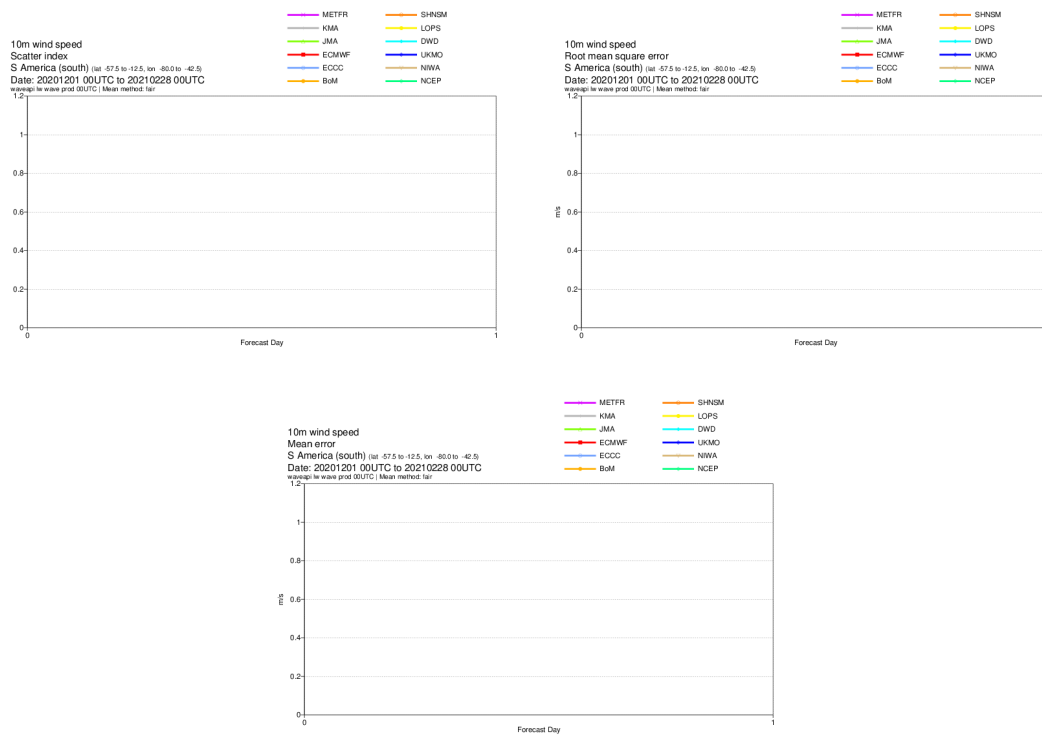 METFR SHNSM
KMA LOPS
JMA DWD
ECMWF UKMO
ECCC NIWA
BoM NCEP
10m wind speed
Scatter index
S America (south) (lat -57.5 to -12.5, lon -80.0 to -42.5)
Date: 20201201 00UTC to 20210228 00UTC
waveapi lw wave prod 00UTC | Mean method: fair
1.2
1
0.8
0.6
0.4
0.2
0
0 1
Forecast Day
METFR SHNSM
KMA LOPS
JMA DWD
ECMWF UKMO
ECCC NIWA
BoM NCEP
10m wind speed
Root mean square error
S America (south) (lat -57.5 to -12.5, lon -80.0 to -42.5)
Date: 20201201 00UTC to 20210228 00UTC
waveapi lw wave prod 00UTC | Mean method: fair
1.2
1
0.8
0.6
0.4
0.2
0
m/s
0
Forecast Day
METFR SHNSM
KMA LOPS
JMA DWD
ECMWF UKMO
ECCC NIWA
BoM NCEP
10m wind speed
Mean error
S America (south) (lat -57.5 to -12.5, lon -80.0 to -42.5)
Date: 20201201 00UTC to 20210228 00UTC
waveapi lw wave prod 00UTC | Mean method: fair
1.2
1
0.8
0.6
0.4
0.2
0
m/s
0 1
Forecast Day